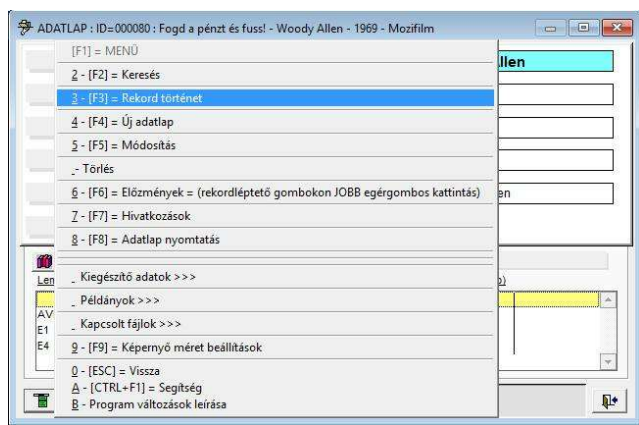 ADATLAP : ID=000080 : Fogd a pénzt és fuss! - Woody Allen - 1969 - Mozifilm
[F1] = MENÜ
llen
2 - [F2] = Keresés
3 - [F3] = Rekord történet
4 - [F4] = Új adatlap
5 - [F5] = Módosítás
_- Törlés
6 - [F6] = Előzmények = (rekordléptető gombokon JOBB egérgombos kattintás)
en
7 - [F7] = Hivatkozások
8 - [F8] = Adatlap nyomtatás
_ Kiegészítő adatok >>>
Len
_ Példányok >>>
AV
_ Kapcsolt fájlok >>>
E1
9 - [F9] = Képernyő méret beállítások
E4
0 - [ESC] = Vissza
A - [CTRL+F1] = Segítség
B - Program változások leírása